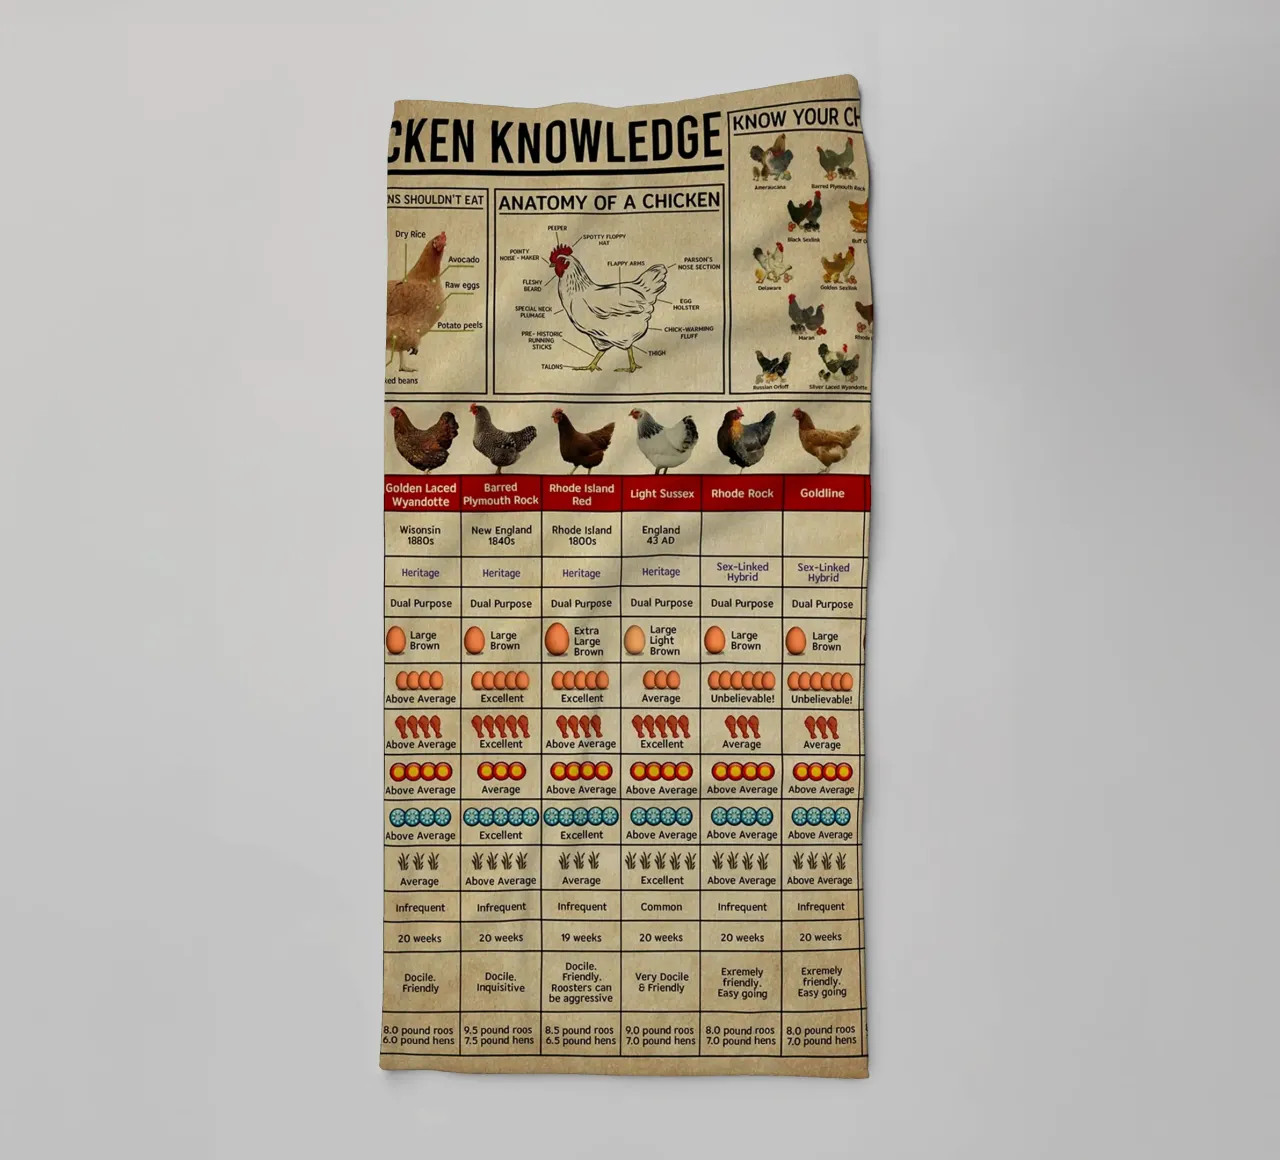 CKEN KNOWLEDGE
NS SHOULDN'T EAT
Dry Rice
Avocado
Raw eggs
Potato peels
ked beans
ANATOMY OF A CHICKEN
PEEPER
SPOTTY FLOPPY
HAT
POINTY
NOISE - MAKER
FLAPPY ARMS
PARSON'S
NOSE SECTION
FLESHY
BEARD
EGG
HOLSTER
SPECIAL NECK
PLUMAGE
CHICK-WARMING
FLUFF
PRE- HISTORIC
RUNNING
STICKS
THIGH
TALONS
KNOW YOUR CH
Ameraucana
Barred Plymouth Rock
Black Sexlink
Buff O
Delaware
Golden Sexlink
Maran
Rhode
Russian Orloff
Silver Laced Wyandotte
Golden Laced
Wyandotte
Barred
Plymouth Rock
Rhode Island
Red
Light Sussex
Rhode Rock
Goldline
Wisonsin
1880s
New England
1840s
Rhode Island
1800s
England
43 AD
Heritage
Heritage
Heritage
Heritage
Sex-Linked
Hybrid
Sex-Linked
Hybrid
Dual Purpose
Dual Purpose
Dual Purpose
Dual Purpose
Dual Purpose
Dual Purpose
Large
Brown
Large
Brown
Extra
Large
Brown
Large
Light
Brown
Large
Brown
Large
Brown
Above Average
Excellent
Excellent
Average
Unbelievable!
Unbelievable!
Above Average
Excellent
Above Average
Excellent
Average
Average
Above Average
Average
Above Average
Above Average
Above Average
Above Average
Above Average
Excellent
Excellent
Above Average
Above Average
Above Average
Average
Above Average
Average
Excellent
Above Average
Above Average
Infrequent
Infrequent
Infrequent
Common
Infrequent
Infrequent
20 weeks
20 weeks
19 weeks
20 weeks
20 weeks
20 weeks
Docile.
Friendly
Docile.
Inquisitive
Docile.
Friendly.
Roosters can
be aggressive
Very Docile
& Friendly
Exremely
friendly.
Easy going
Exremely
friendly.
Easy going
8.0 pound roos
6.0 pound hens
9.5 pound roos
7.5 pound hens
8.5 pound roos
6.5 pound hens
9.0 pound roos
7.0 pound hens
8.0 pound roos
7.0 pound hens
8.0 pound roos
7.0 pound hens